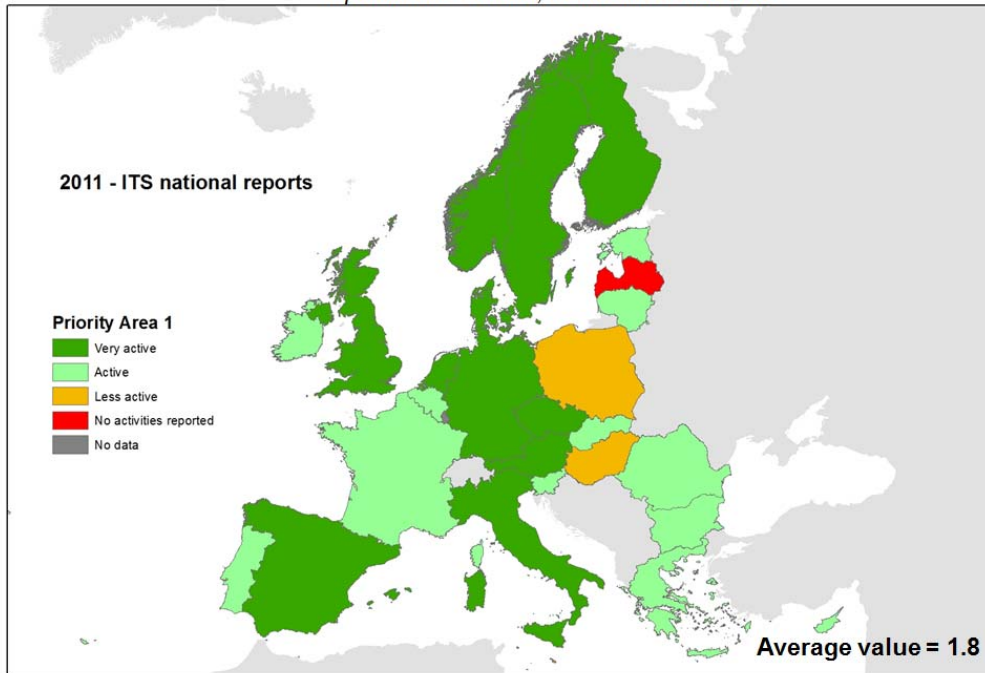 2011 - ITS national reports
Priority Area 1
Very active
Active
Less active
No activities reported
No data
Average value = 1.8